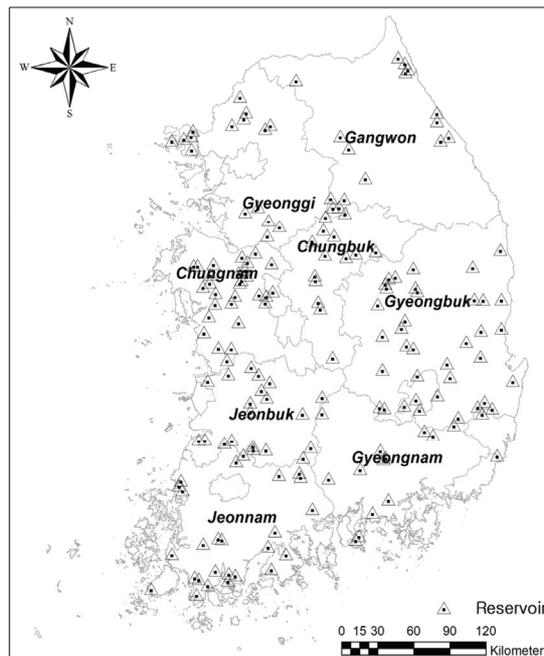 N
W E
S
Gangwon
Gyeonggi
Chungbuk
Chungnam
Gyeongbuk
Jeonbuk
Gyeongnam
Jeonnam
Reservoir
0 15 30 60 90 120
Kilometer